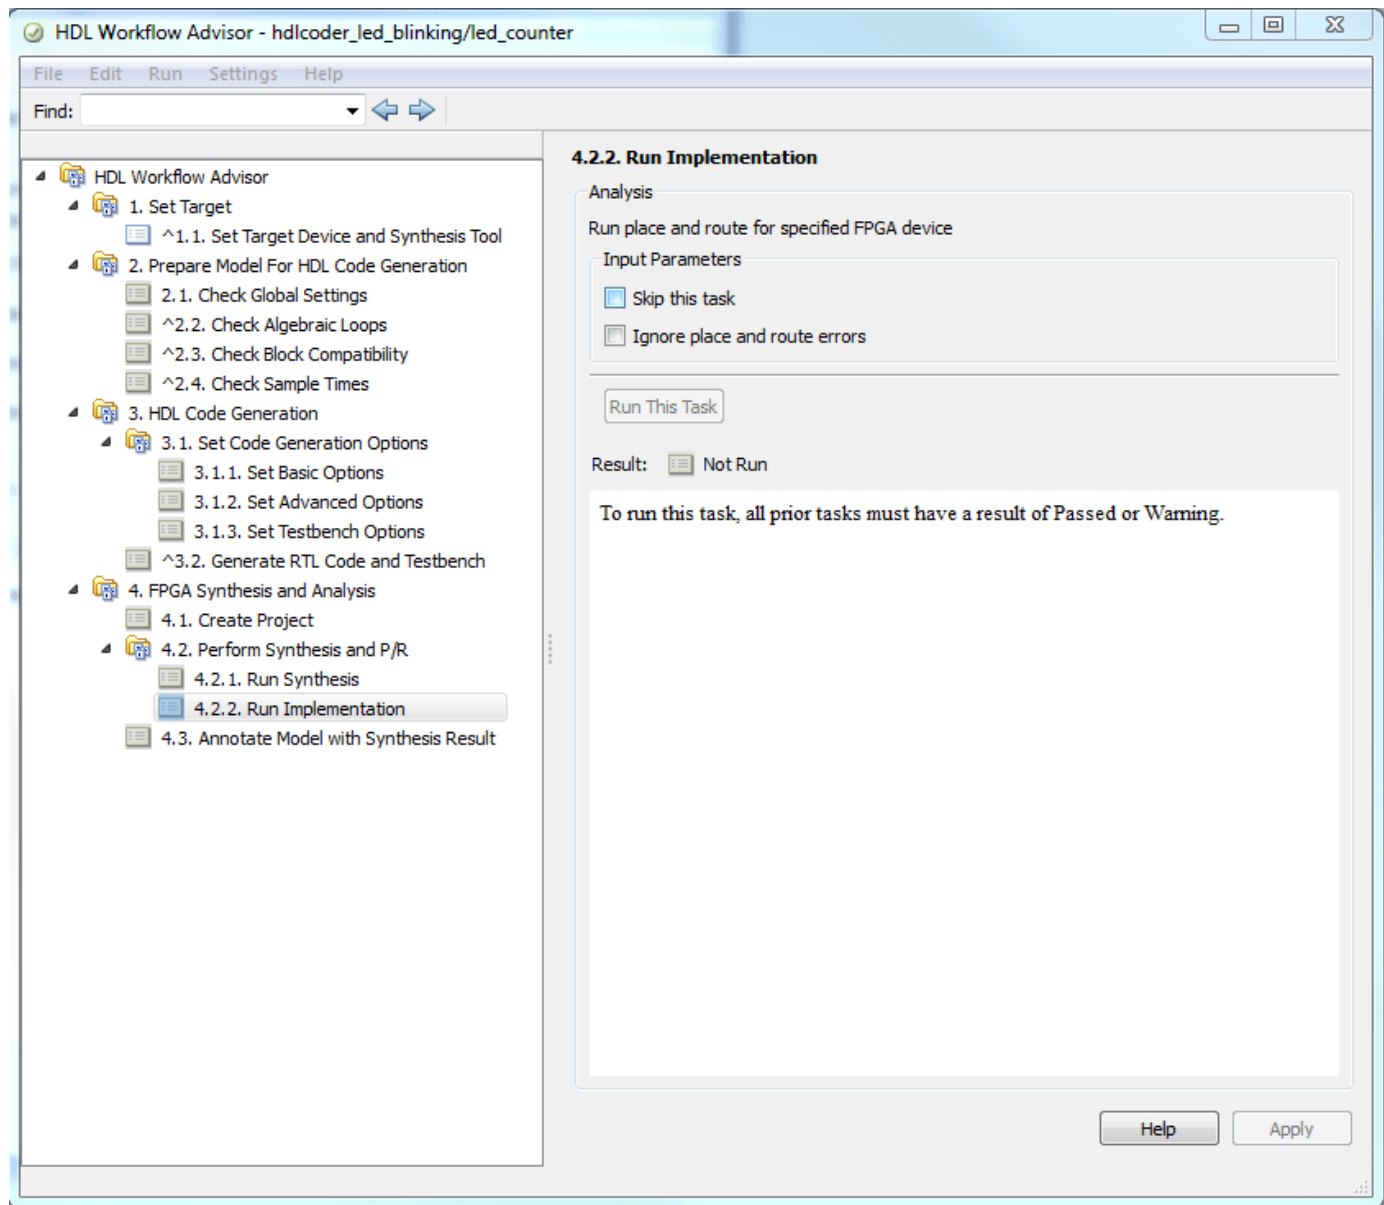 HDL Workflow Advisor - hdlcoder_led_blinking/led_counter
File Edit Run Settings Help
Find:
HDL Workflow Advisor
1. Set Target
^1.1. Set Target Device and Synthesis Tool
2. Prepare Model For HDL Code Generation
2.1. Check Global Settings
^2.2. Check Algebraic Loops
^2.3. Check Block Compatibility
^2.4. Check Sample Times
3. HDL Code Generation
3.1. Set Code Generation Options
3.1.1. Set Basic Options
3.1.2. Set Advanced Options
3.1.3. Set Testbench Options
^3.2. Generate RTL Code and Testbench
4. FPGA Synthesis and Analysis
4.1. Create Project
4.2. Perform Synthesis and P/R
4.2.1. Run Synthesis
4.2.2. Run Implementation
4.3. Annotate Model with Synthesis Result
4.2.2. Run Implementation
Analysis
Run place and route for specified FPGA device
Input Parameters
Skip this task
Ignore place and route errors
Run This Task
Result: Not Run
To run this task, all prior tasks must have a result of Passed or Warning.
Help Apply